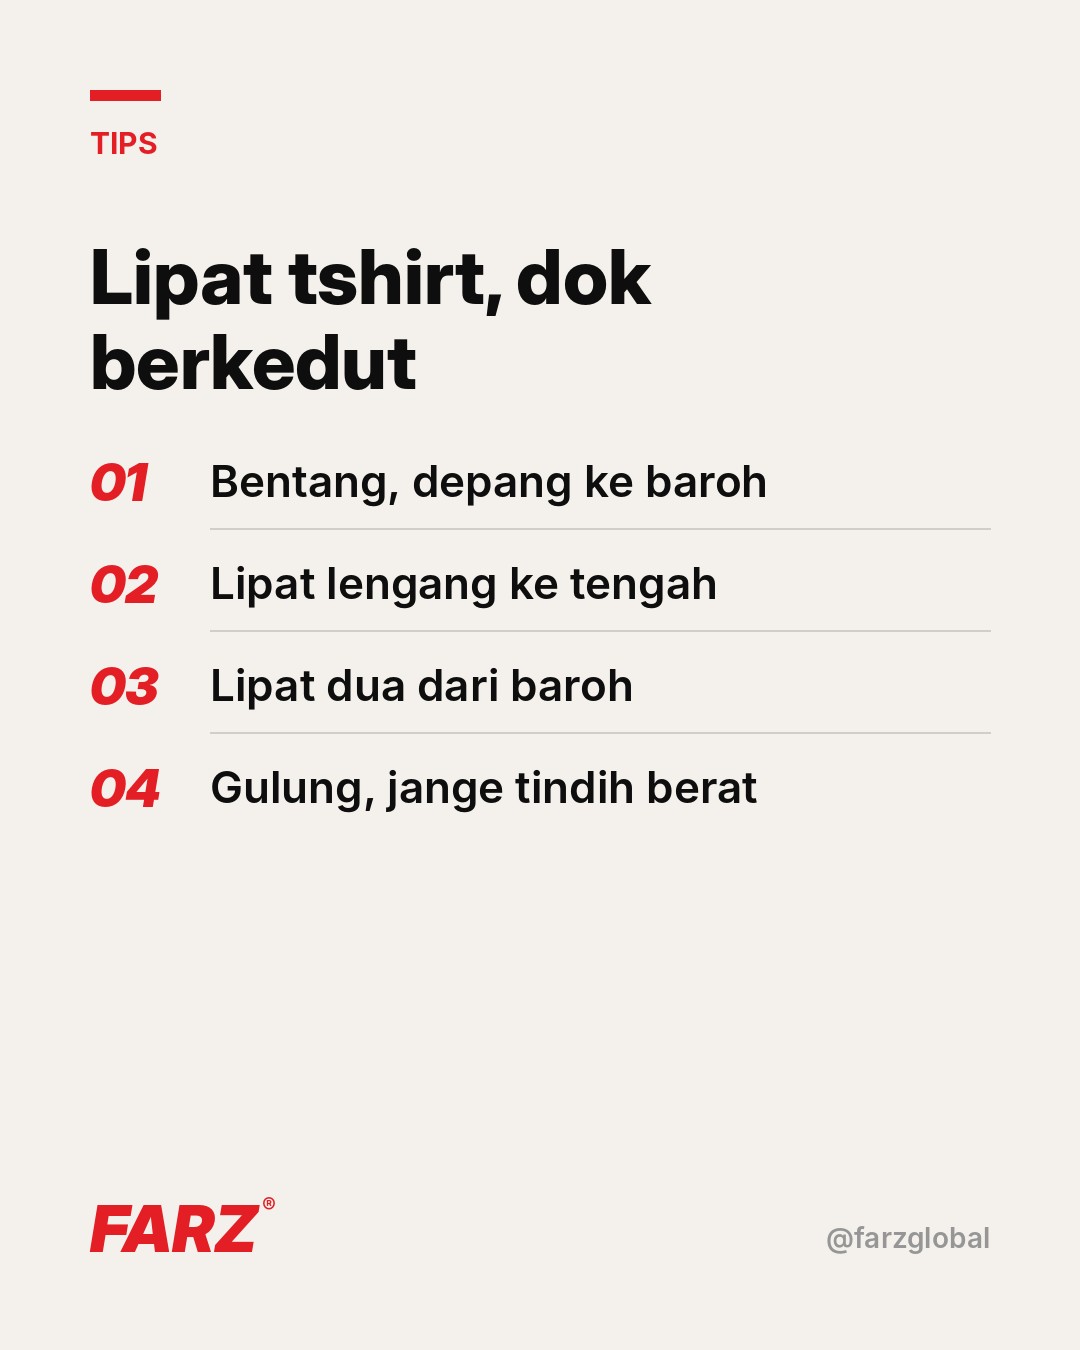 TIPS
Lipat tshirt, dok
berkedut
01 Bentang, depang ke baroh
02 Lipat lengang ke tengah
03 Lipat dua dari baroh
04 Gulung, jange tindih berat
FARZ®
@farzglobal